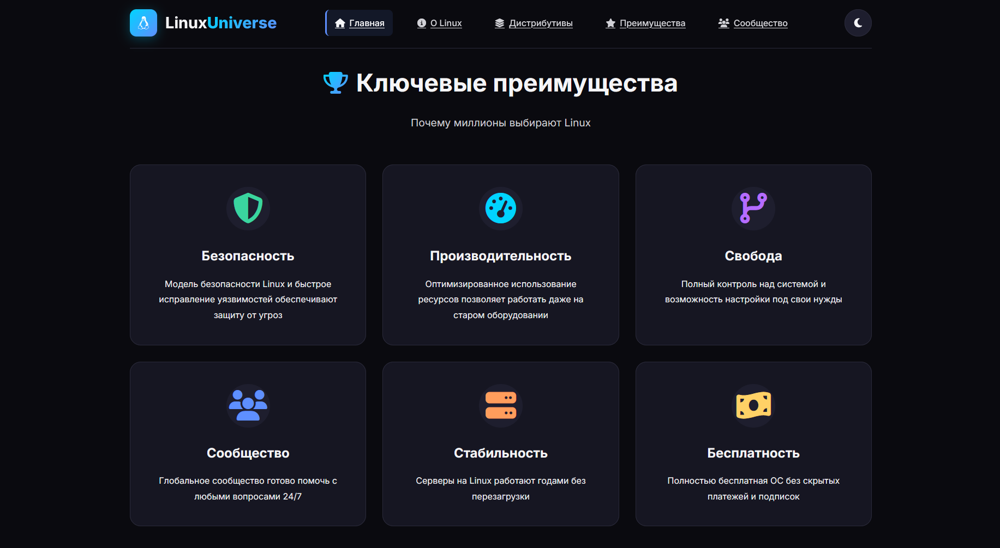 LinuxUniverse
Главная
О Linux
Дистрибутивы
Преимущества
Сообщество
Ключевые преимущества
Почему миллионы выбирают Linux
Безопасность
Модель безопасности Linux и быстрое
исправление уязвимостей обеспечивают
защиту от угроз
Производительность
Оптимизированное использование
ресурсов позволяет работать даже на
старом оборудовании
Свобода
Полный контроль над системой и
возможность настройки под свои нужды
Сообщество
Глобальное сообщество готово помочь с
любыми вопросами 24/7
Стабильность
Серверы на Linux работают годами без
перезагрузки
Бесплатность
Полностью бесплатная ОС без скрытых
платежей и подписок